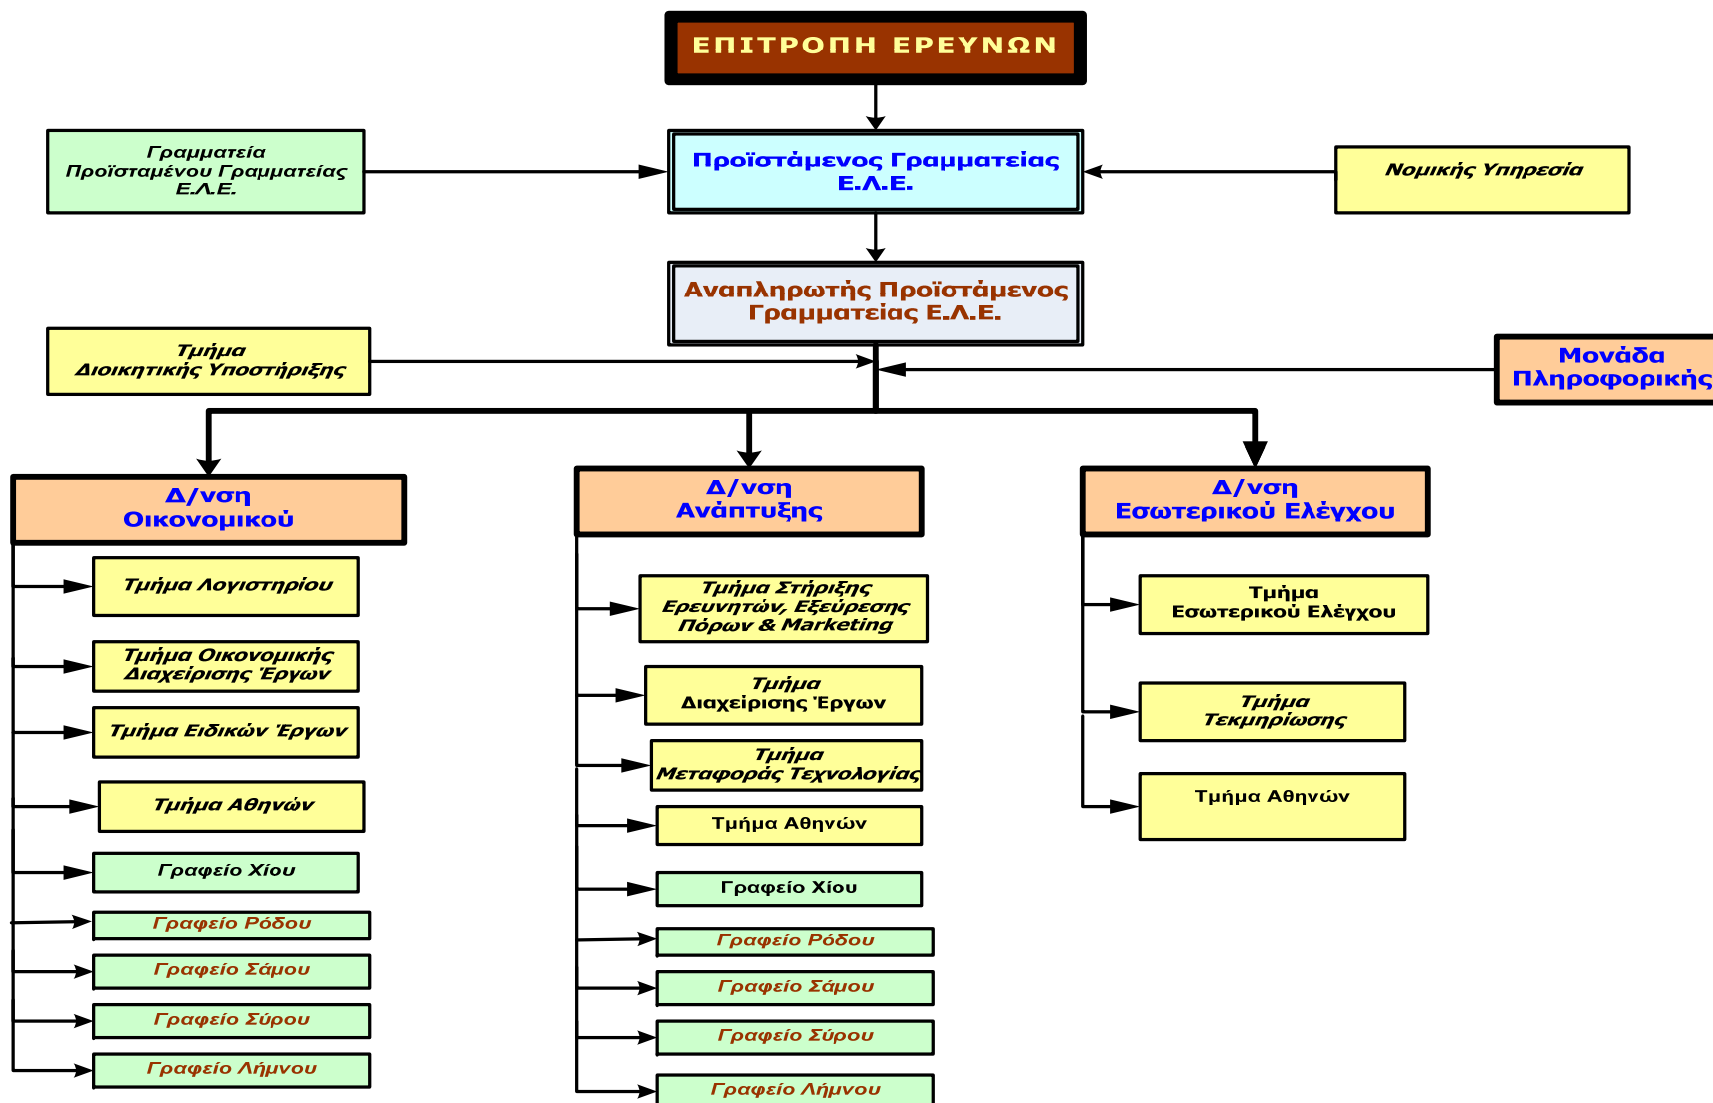 ΕΠΙΤΡΟΠΗ ΕΡΕΥΝΩΝ
Γραμματεία
Προϊσταμένου Γραμματείας
Ε.Λ.Ε.
Προϊστάμενος Γραμματείας
Ε.Λ.Ε.
Νομικής Υπηρεσία
Αναπληρωτής Προϊστάμενος
Γραμματείας Ε.Λ.Ε.
Τμήμα
Διοικητικής Υποστήριξης
Μονάδα
Πληροφορικής
Δ/νση
Οικονομικού
Τμήμα Λογιστηρίου
Τμήμα Οικονομικής
Διαχείρισης Έργων
Τμήμα Ειδικών Έργων
Τμήμα Αθηνών
Γραφείο Χίου
Γραφείο Ρόδου
Γραφείο Σάμου
Γραφείο Σύρου
Γραφείο Λήμνου
Δ/νση
Ανάπτυξης
Τμήμα Στήριξης
Ερευνητών, Εξεύρεσης
Πόρων & Marketing
Τμήμα
Διαχείρισης Έργων
Τμήμα
Μεταφοράς Τεχνολογίας
Τμήμα Αθηνών
Γραφείο Χίου
Γραφείο Ρόδου
Γραφείο Σάμου
Γραφείο Σύρου
Γραφείο Λήμνου
Δ/νση
Εσωτερικού Ελέγχου
Τμήμα
Εσωτερικού Ελέγχου
Τμήμα
Τεκμηρίωσης
Τμήμα Αθηνών